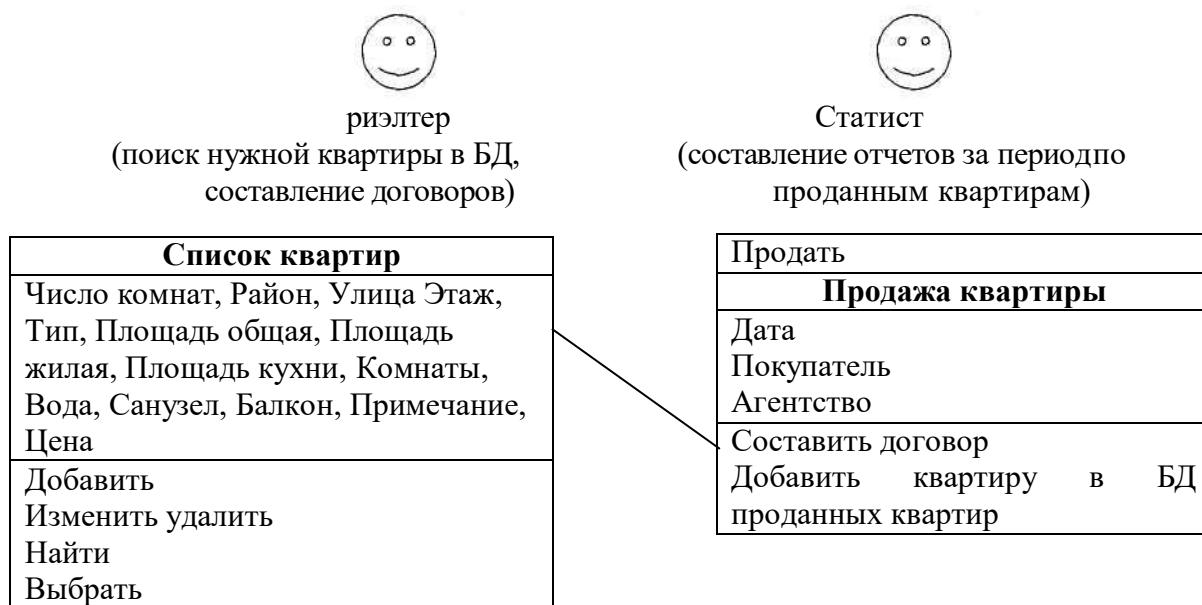 риэлтер
(поиск нужной квартиры в БД,
составление договоров)
Статист
(составление отчетов за периодпо
проданным квартирам)
Список квартир
Число комнат, Район, Улица Этаж,
Тип, Площадь общая, Площадь
жилая, Площадь кухни, Комнаты,
Вода, Санузел, Балкон, Примечание,
Цена
Добавить
Изменить удалить
Найти
Выбрать
Продать
Продажа квартиры
Дата
Покупатель
Агентство
Составить договор
Добавить квартиру в БД
проданных квартир